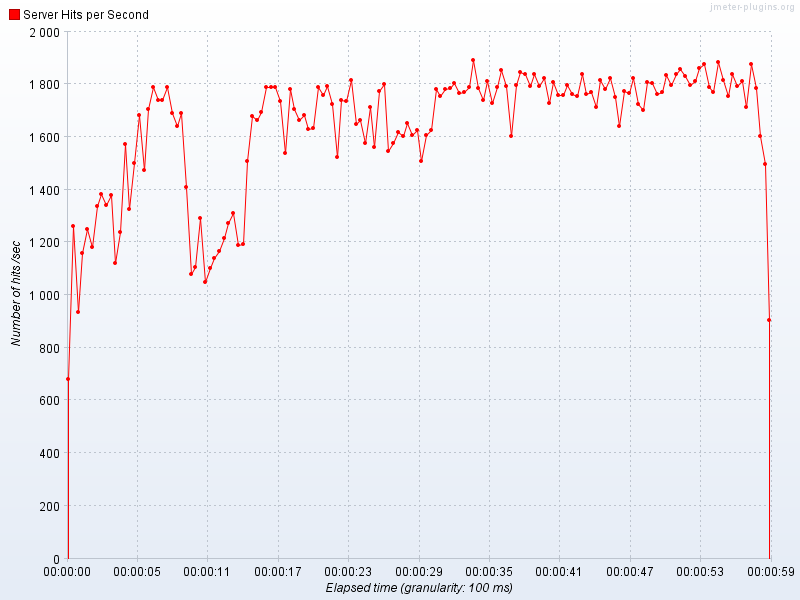 jmeter-plugins.org
Server Hits per Second
2 000
1 800
1 600
1 400
1 200
1 000
800
600
400
200
0
Number of hits /sec
00:00:00 00:00:05 00:00:11 00:00:17 00:00:23 00:00:29 00:00:35 00:00:41 00:00:47 00:00:53 00:00:59
Elapsed time (granularity: 100 ms)